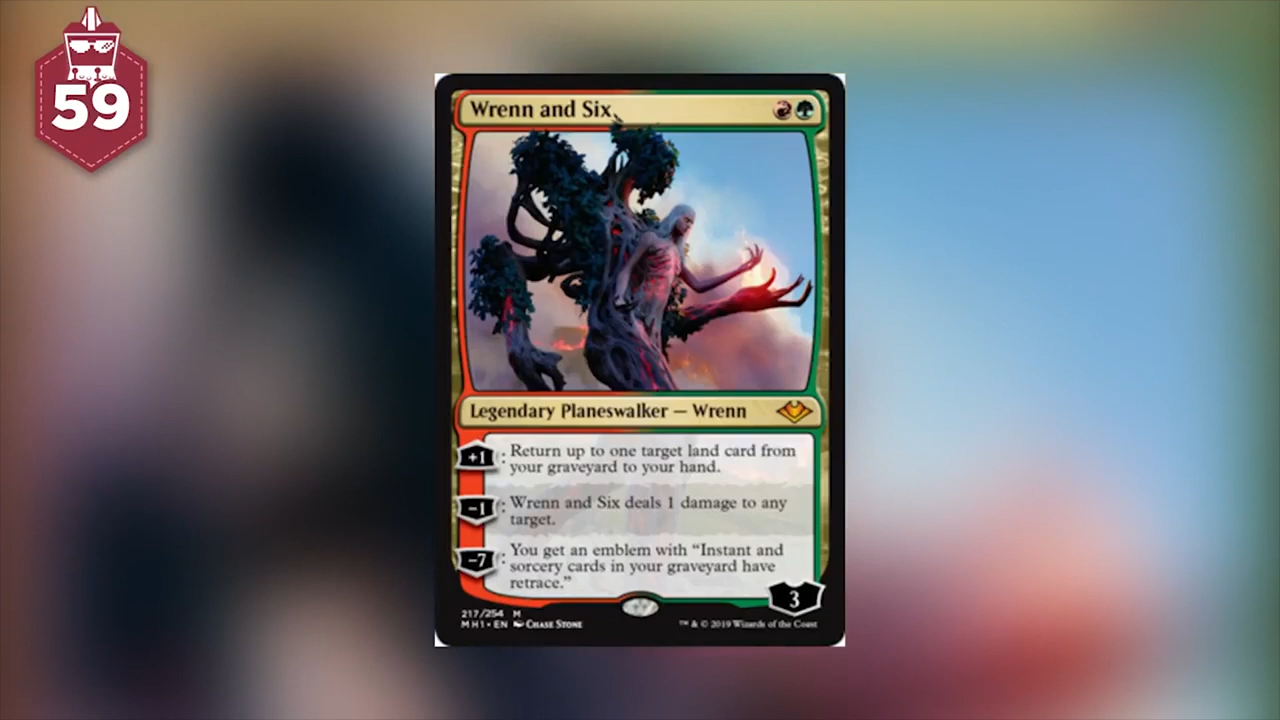 59
Wrenn and Six
Legendary Planeswalker — Wrenn
+1: Return up to one target land card from
your graveyard to your hand.
-1: Wrenn and Six deals 1 damage to any
target.
-7: You get an emblem with “Instant and
sorcery cards in your graveyard have
retrace.”
3
217/254 M
MH1 • EN Chase Stone
™ & © 2019 Wizards of the Coast